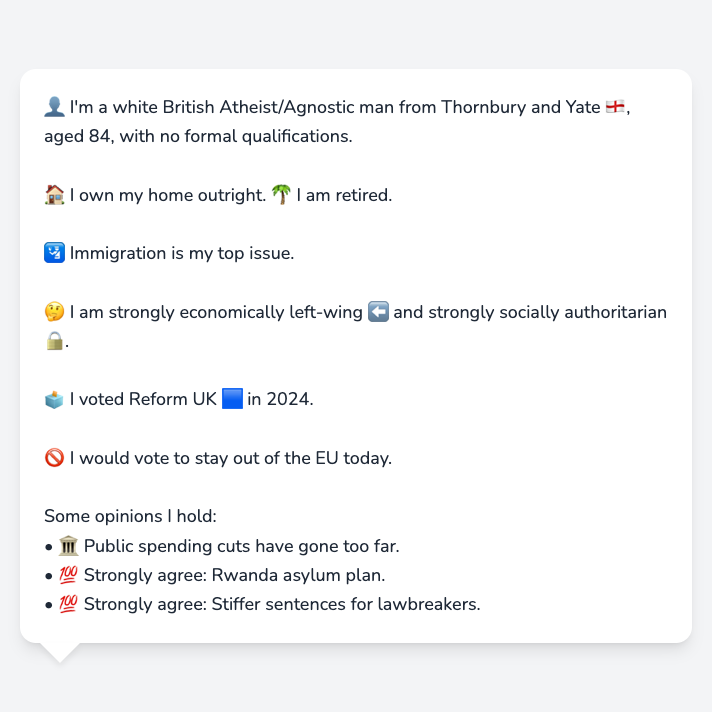 👤 I'm a white British Atheist/Agnostic man from Thornbury and Yate 🏴󠁧󠁢󠁥󠁮󠁧󠁿,
aged 84, with no formal qualifications.
🏠 I own my home outright. 🌴 I am retired.
🛂 Immigration is my top issue.
🤔 I am strongly economically left-wing ⬅️ and strongly socially authoritarian
🔒.
🗳️ I voted Reform UK 🟦 in 2024.
🚫 I would vote to stay out of the EU today.
Some opinions I hold:
• 🏛️ Public spending cuts have gone too far.
• 💯 Strongly agree: Rwanda asylum plan.
• 💯 Strongly agree: Stiffer sentences for lawbreakers.